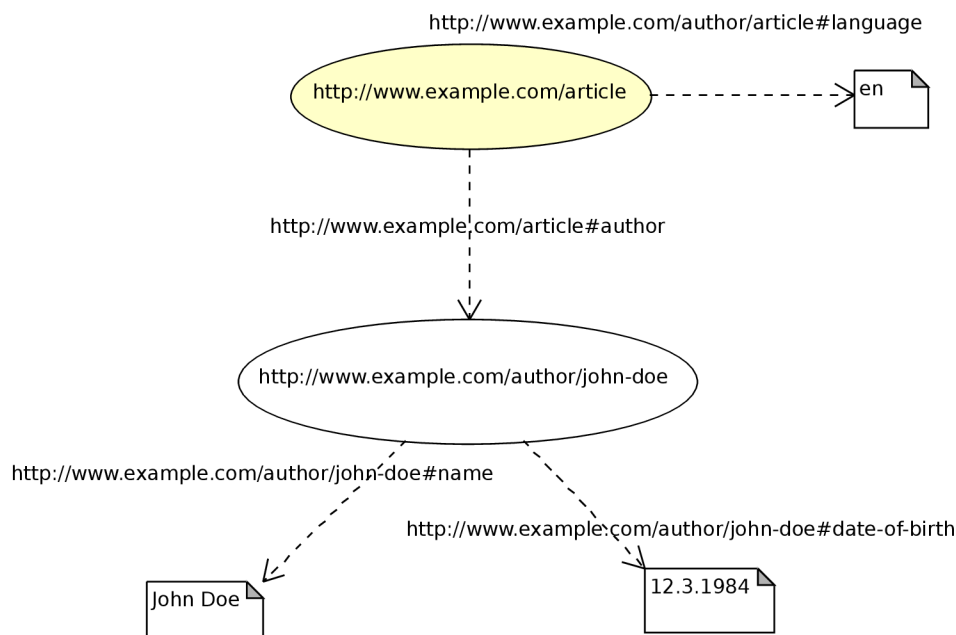 http://www.example.com/author/article#language
http://www.example.com/article
en
http://www.example.com/article#author
http://www.example.com/author/john-doe
http://www.example.com/author/john-doe#name
http://www.example.com/author/john-doe#date-of-birth
John Doe
12.3.1984